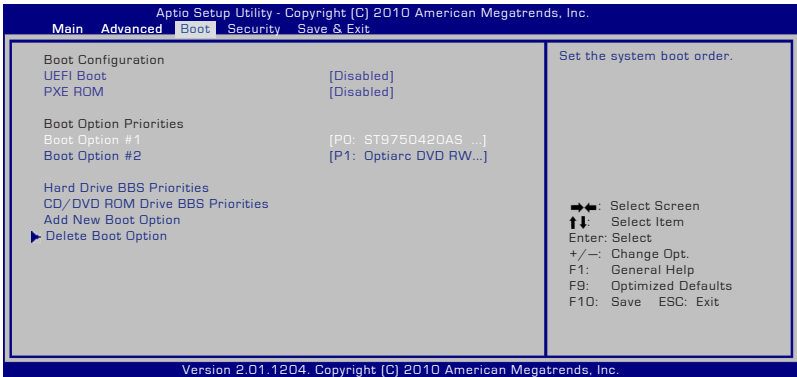 Aptio Setup Utility - Copyright (C) 2010 American Megatrends, Inc.
Main Advanced Boot Security Save & Exit
Boot Configuration
UEFI Boot [Disabled]
PXE ROM [Disabled]
Boot Option Priorities
Boot Option #1 [P0: ST9750420AS ...]
Boot Option #2 [P1: Optiarc DVD RW...]
Hard Drive BBS Priorities
CD/DVD ROM Drive BBS Priorities
Add New Boot Option
Delete Boot Option
Set the system boot order.
→←: Select Screen
↑↓: Select Item
Enter: Select
+/—: Change Opt.
F1: General Help
F9: Optimized Defaults
F10: Save ESC: Exit
Version 2.01.1204. Copyright (C) 2010 American Megatrends, Inc.